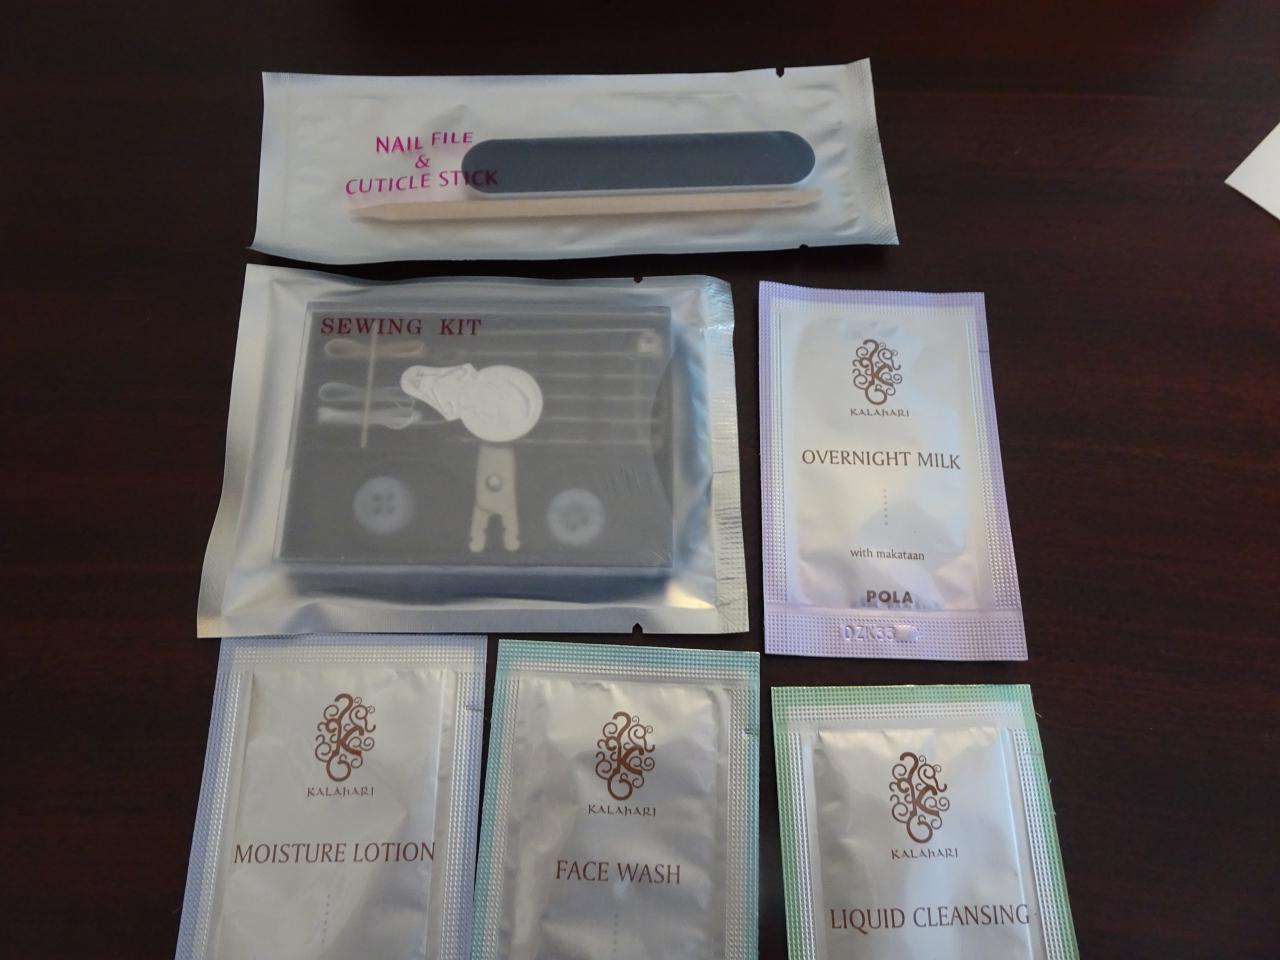 NAIL FILE
&
CUTICLE STICK
SEWING KIT
KALAHARI
OVERNIGHT MILK
with makataan
POLA
KALAHARI
MOISTURE LOTION
KALAHARI
FACE WASH
KALAHARI
LIQUID CLEANSING